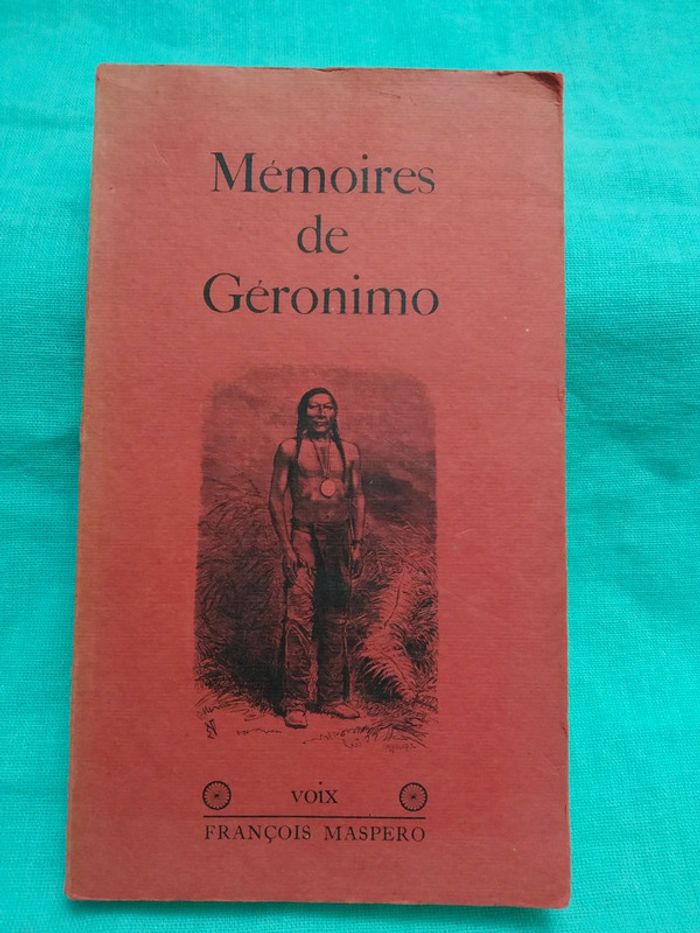 Mémoires
de
Géronimo
voix
FRANÇOIS MASPERO